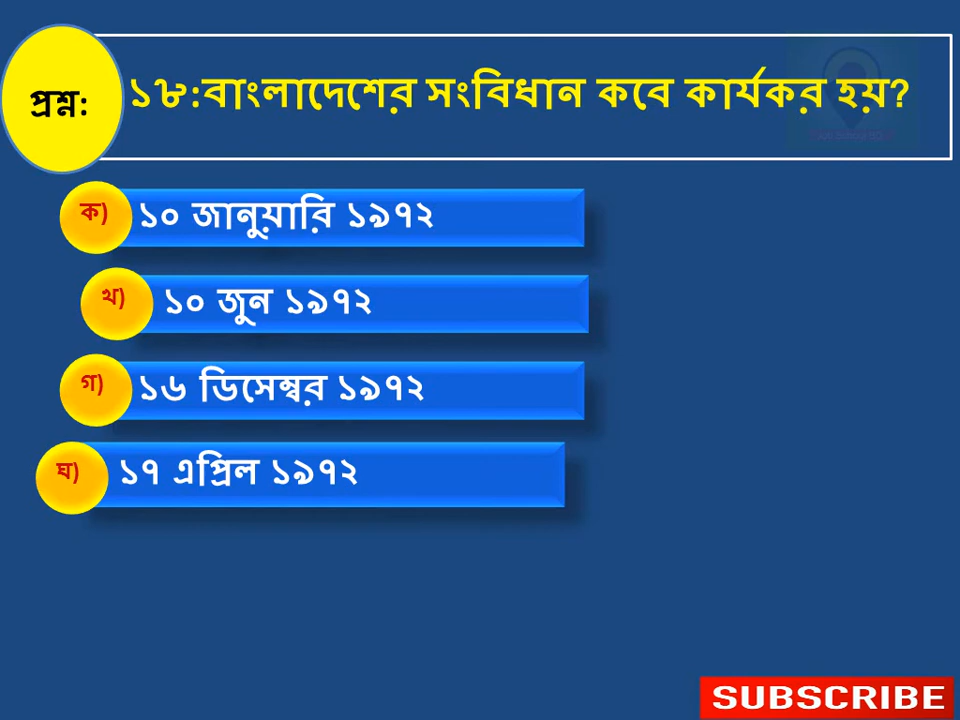 প্রশ্ন:
১৮:বাংলাদেশের সংবিধান কবে কার্যকর হয়?
ক)
১০ জানুয়ারি ১৯৭২
খ)
১০ জুন ১৯৭২
গ)
১৬ ডিসেম্বর ১৯৭২
ঘ)
১৭ এপ্রিল ১৯৭২
SUBSCRIBE